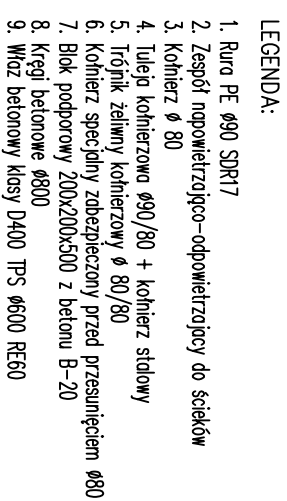 LEGENDA:
1. Rura PE ø90 SDR17
2. Zespół napowietrzająco-odpowietrzajacy do ścieków
3. Kołnierz ø 80
4. Tuleja kołnierzowa ø90/80 + kołnierz stalowy
5. Trójnik żeliwny kołnierzowy ø 80/80
6. Kołnierz specjalny zabezpieczony przed przesunięciem ø80
7. Blok podporowy 200x200x500 z betonu B-20
8. Kręgi betonowe ø800
9. Właz betonowy klasy D400 TPS ø600 RE60